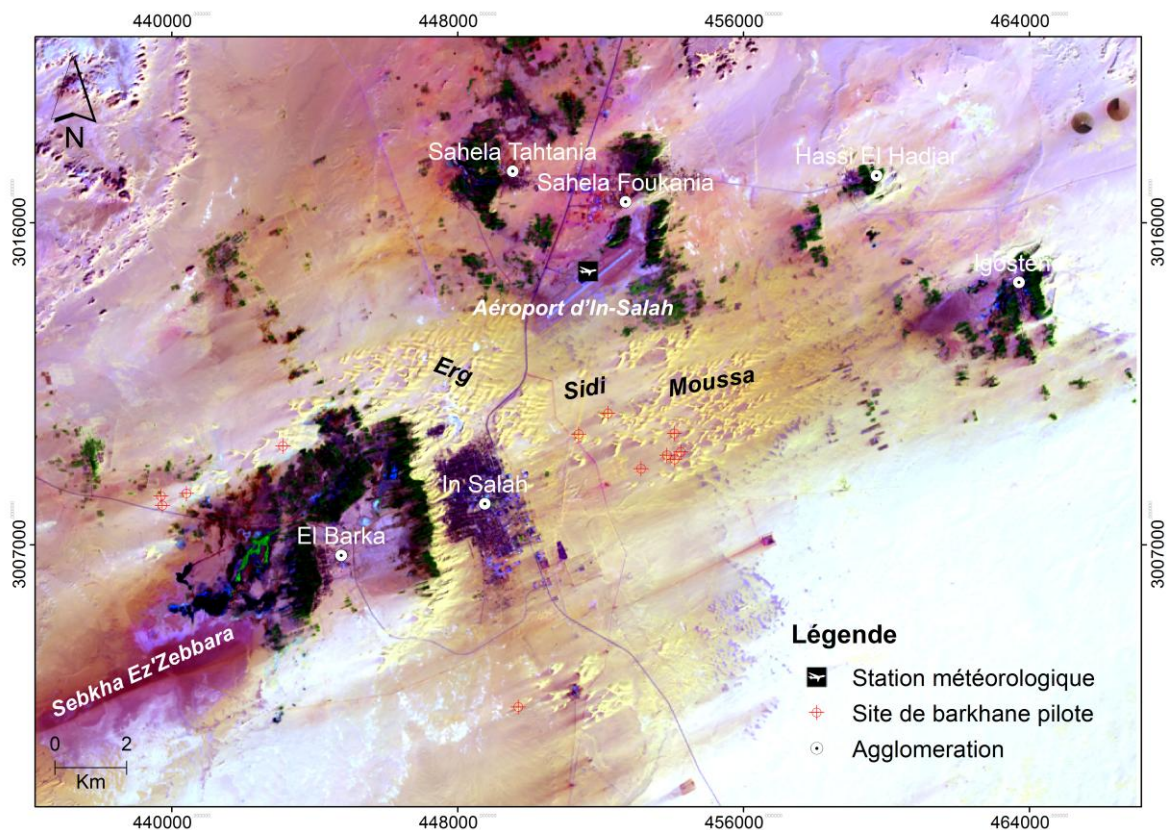 440000
448000
456000
464000
N
Sahela Tahtania
Sahela Foukania
Hassi El Hadjar
3016000
3016000
Igosten
Aéroport d'In-Salah
Erg
Sidi
Moussa
In Salah
El Barka
3007000
3007000
Sebkha Ez'Zebbara
0 2
Km
Légende
Station météorologique
Site de barkhane pilote
Agglomeration
440000
448000
456000
464000